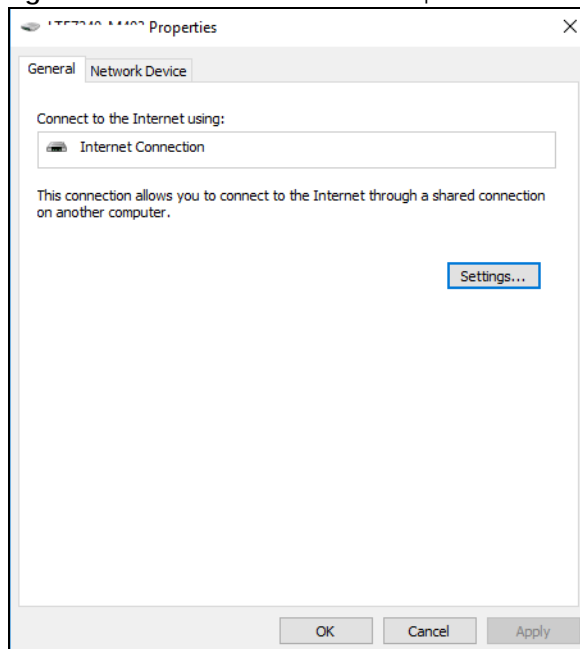 Properties
General Network Device
Connect to the Internet using:
Internet Connection
This connection allows you to connect to the Internet through a shared connection
on another computer.
Settings...
OK Cancel Apply